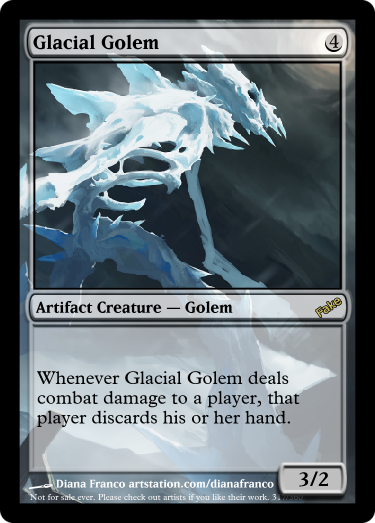 Glacial Golem 4
Artifact Creature — Golem Fake
Whenever Glacial Golem deals
combat damage to a player, that
player discards his or her hand.
Diana Franco artstation.com/dianafranco
3/2
Not for sale ever. Please check out artists if you like their work.